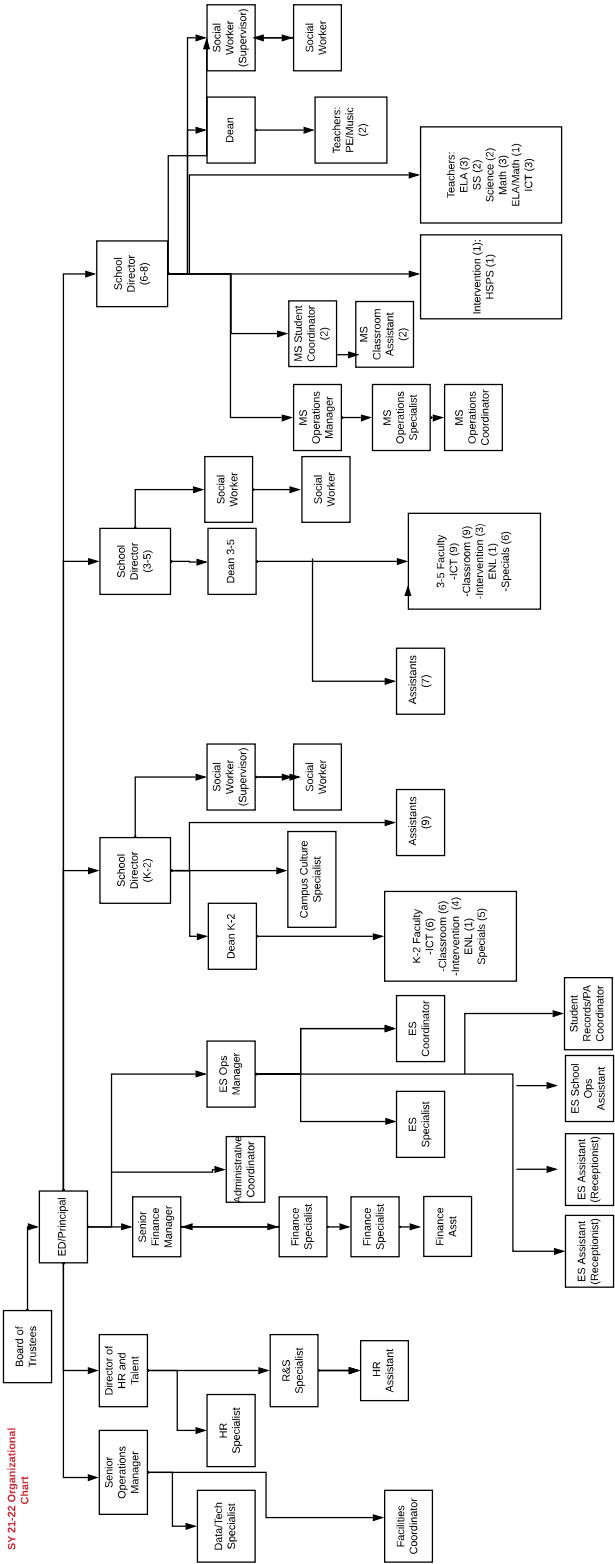 SY 21-22 Organizational
Chart
Board of
Trustees
ED/Principal
Senior
Operations
Manager
Data/Tech
Specialist
Facilities
Coordinator
Director of
HR and
Talent
HR
Specialist
R&S
Specialist
HR
Assistant
Senior
Finance
Manager
Finance
Specialist
Finance
Specialist
Finance
Asst
Administrative
Coordinator
ES Ops
Manager
ES
Specialist
ES
Coordinator
ES Assistant
(Receptionist)
ES Assistant
(Receptionist)
ES School
Ops
Assistant
Student
Records/PA
Coordinator
School
Director
(K-2)
Dean K-2
K-2 Faculty
-ICT (6)
-Classroom (6)
-Intervention (4)
ENL (1)
Specials (5)
Campus Culture
Specialist
Assistants
(9)
Social
Worker
(Supervisor)
Social
Worker
School
Director
(3-5)
Dean 3-5
Assistants
(7)
3-5 Faculty
-ICT (9)
-Classroom (9)
-Intervention (3)
ENL (1)
-Specials (6)
Social
Worker
Social
Worker
School
Director
(6-8)
MS
Operations
Manager
MS
Operations
Specialist
MS
Operations
Coordinator
MS Student
Coordinator
(2)
MS
Classroom
Assistant
(2)
Intervention (1):
HSPS (1)
Teachers:
ELA (3)
SS (2)
Science (2)
Math (3)
ELA/Math (1)
ICT (3)
Dean
Teachers:
PE/Music
(2)
Social
Worker
(Supervisor)
Social
Worker